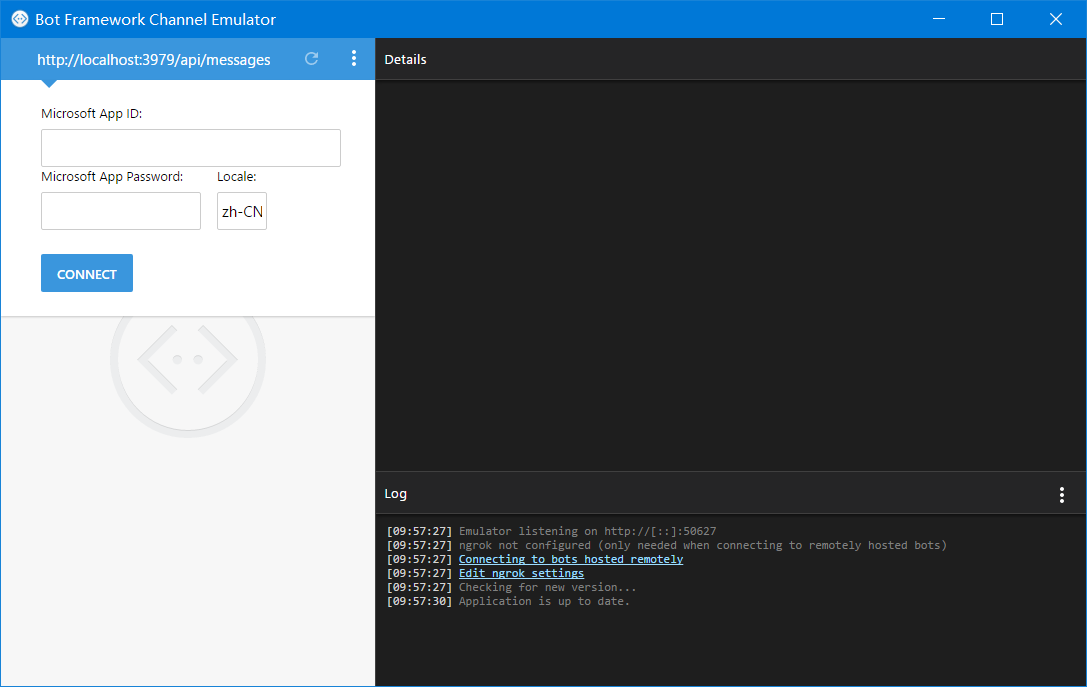 Bot Framework Channel Emulator
http://localhost:3979/api/messages
Details
Microsoft App ID:
Microsoft App Password:
Locale:
zh-CN
CONNECT
Log
[09:57:27] Emulator listening on http://[::]:50627
[09:57:27] ngrok not configured (only needed when connecting to remotely hosted bots)
[09:57:27] Connecting to bots hosted remotely
[09:57:27] Edit ngrok settings
[09:57:27] Checking for new version...
[09:57:30] Application is up to date.